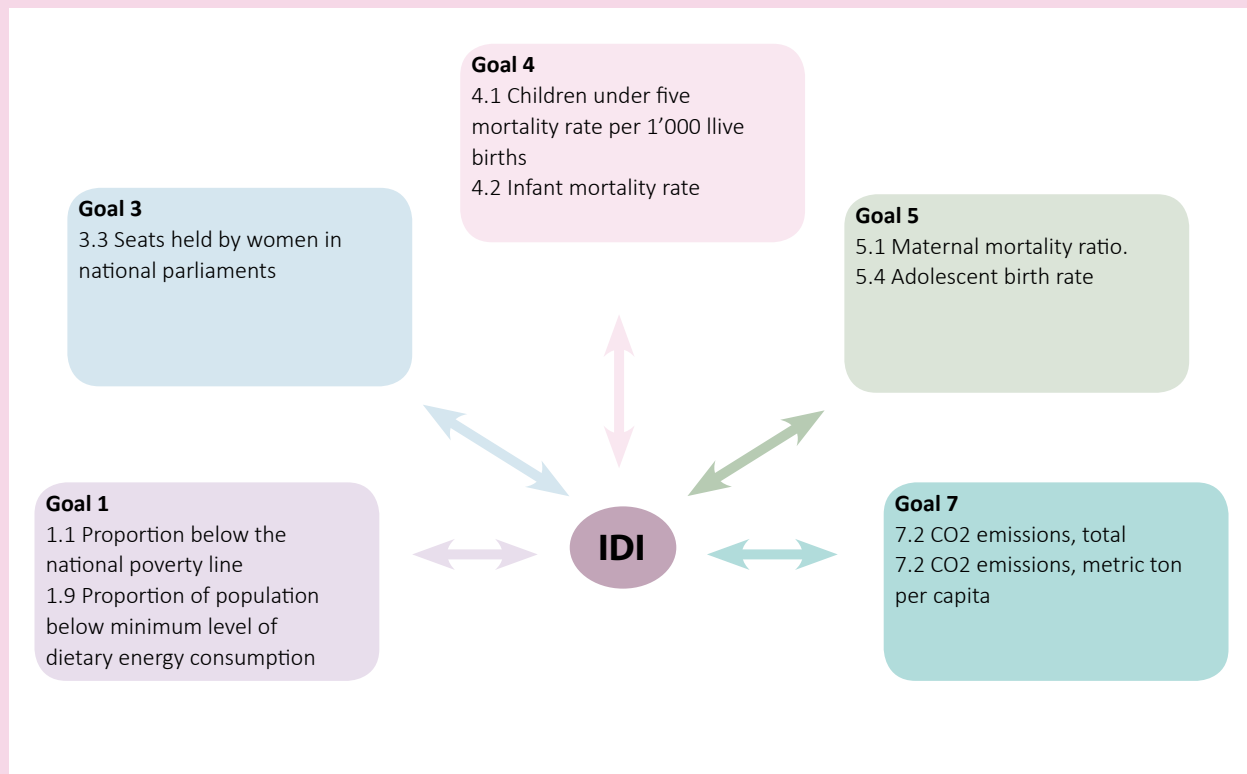 Goal 4
4.1 Children under five
mortality rate per 1’000 llive
births
4.2 Infant mortality rate
Goal 3
3.3 Seats held by women in
national parliaments
Goal 5
5.1 Maternal mortality ratio.
5.4 Adolescent birth rate
Goal 1
1.1 Proportion below the
national poverty line
1.9 Proportion of population
below minimum level of
dietary energy consumption
IDI
Goal 7
7.2 CO2 emissions, total
7.2 CO2 emissions, metric ton
per capita